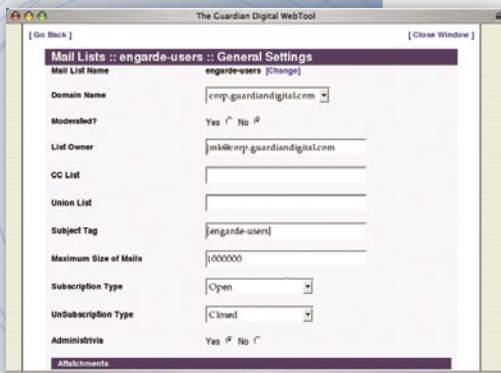 The Guardian Digital WebTool
[Go Back ] [Close Window ]
Mail Lists :: engarde-users :: General Settings
Mail List Name engarde-users [Change]
Domain Name corp.guardiandigital.com
Moderated? Yes No
List Owner jmk@corp.guardiandigital.com
CC List
Union List
Subject Tag [engarde-users]
Maximum Size of Mails 1000000
Subscription Type Open
UnSubscription Type Closed
Administrivia Yes No
Attatchments